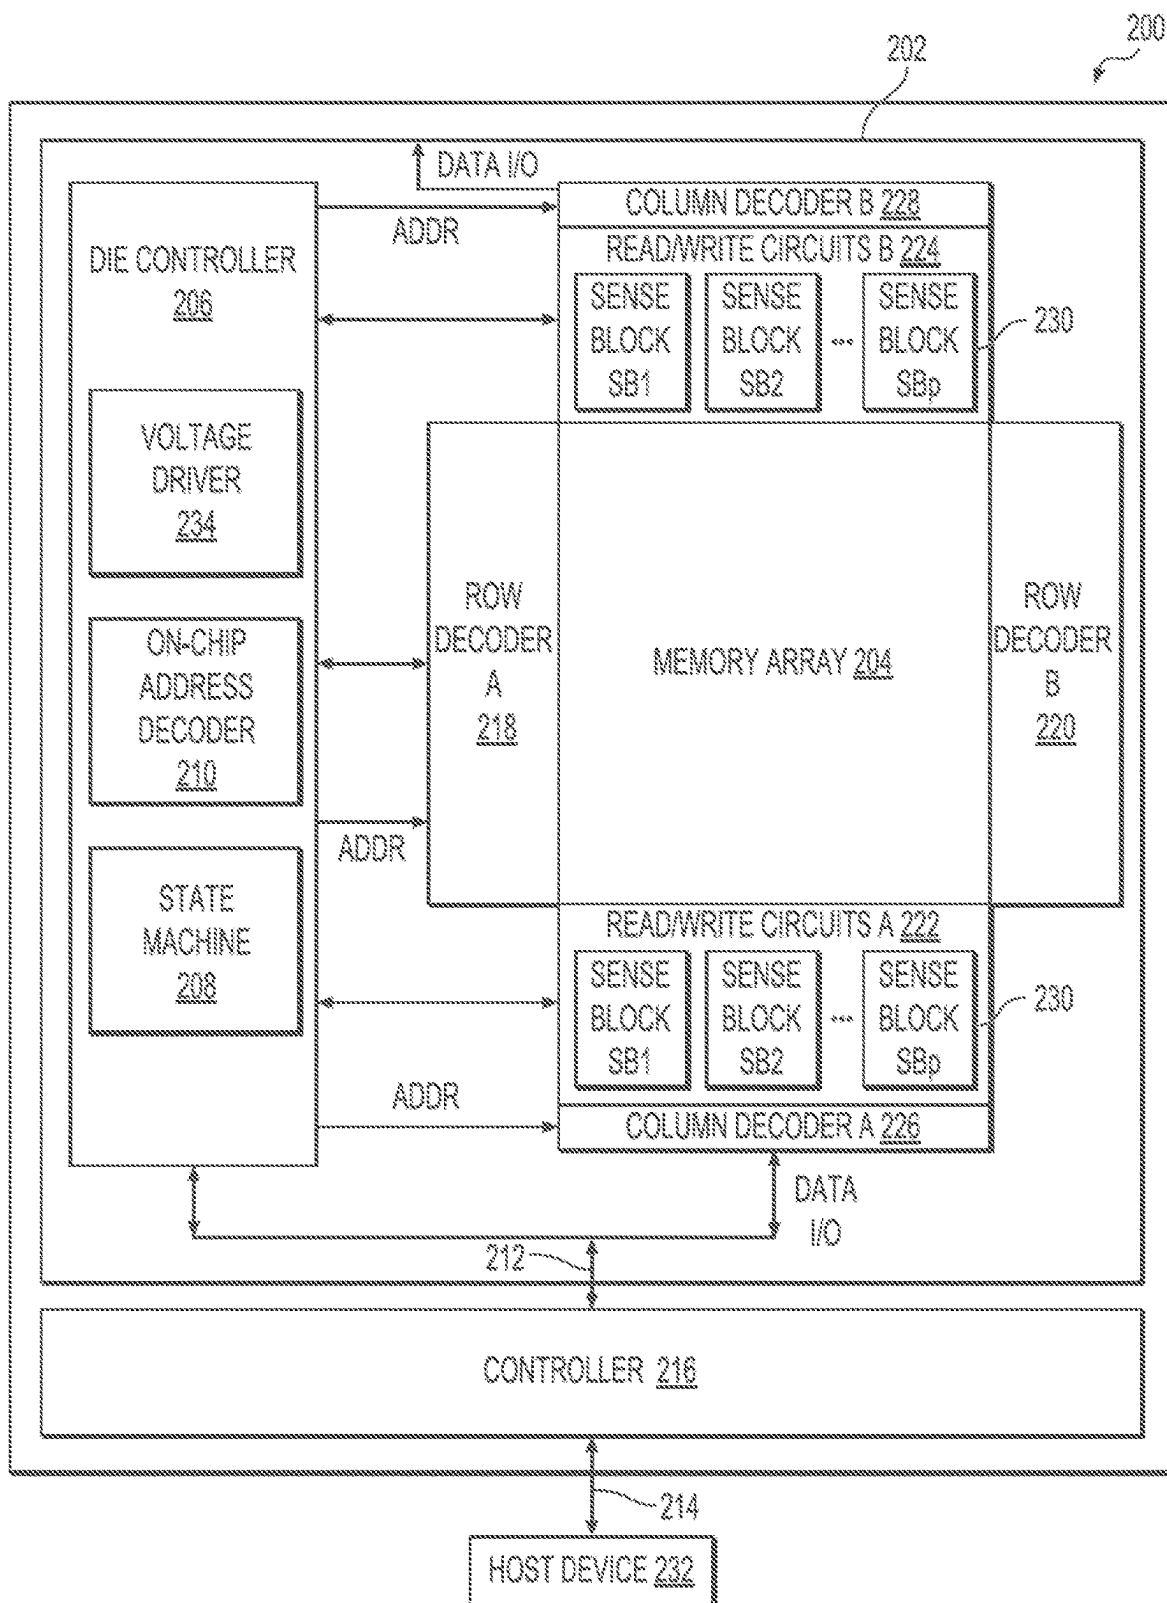 200
202
DATA I/O
ADDR
COLUMN DECODER B 228
READ/WRITE CIRCUITS B 224
SENSE
BLOCK
SB1
SENSE
BLOCK
SB2
...
SENSE
BLOCK
SBp
230
DIE CONTROLLER
206
VOLTAGE
DRIVER
234
ON-CHIP
ADDRESS
DECODER
210
STATE
MACHINE
208
ROW
DECODER
A
218
MEMORY ARRAY 204
ROW
DECODER
B
220
ADDR
READ/WRITE CIRCUITS A 222
SENSE
BLOCK
SB1
SENSE
BLOCK
SB2
...
SENSE
BLOCK
SBp
230
ADDR
COLUMN DECODER A 226
DATA
I/O
212
CONTROLLER 216
214
HOST DEVICE 232